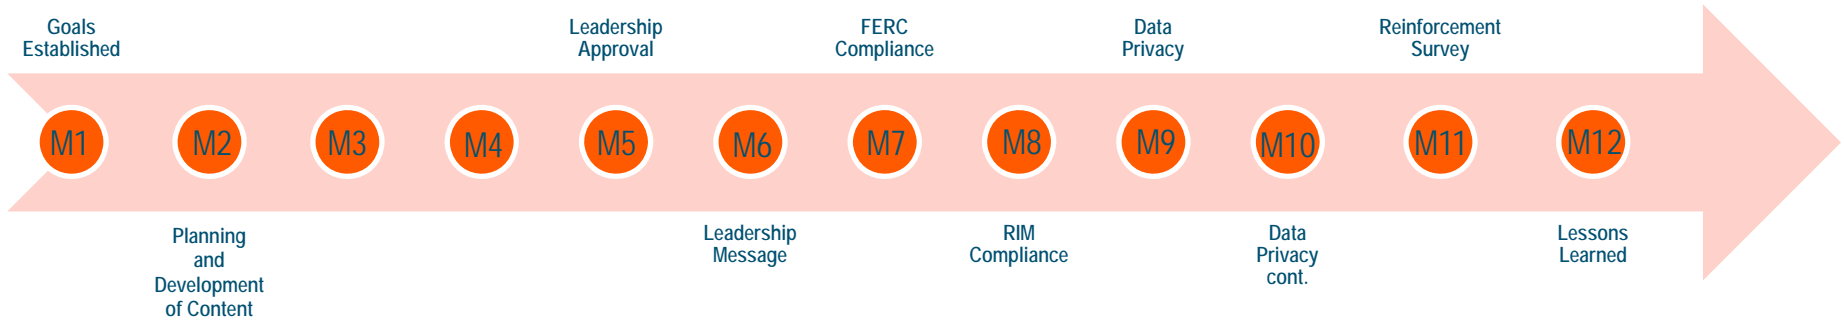 Goals
Established
Leadership
Approval
FERC
Compliance
Data
Privacy
Reinforcement
Survey
M1
M2
M3
M4
M5
M6
M7
M8
M9
M10
M11
M12
Planning
and
Development
of Content
Leadership
Message
RIM
Compliance
Data
Privacy
cont.
Lessons
Learned